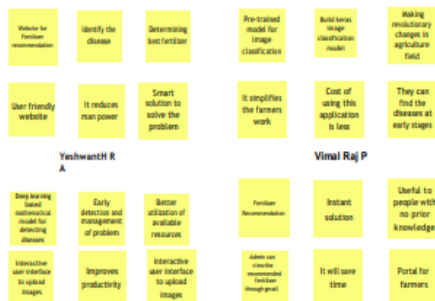 Website for
Fertilizer
recommendation
Identify the
disease
Determining
best fertilizer
Pre-trained
model for
image
classification
Build keras
image
classification
model
Making
revolutionary
changes in
agriculture
field
User friendly
website
It reduces
man power
Smart
solution to
solve the
problem
It simplifies
the farmers
work
Cost of
using this
application
is less
They can
find the
diseases at
early stages
YeshwantH R
A
Vimal Raj P
Deep learning
based
mathematical
model for
detecting
diseases
Early
detection and
management
of problem
Better
utilization of
available
resources
Fertilizer
Recommendation
Instant
solution
Useful to
people with
no prior
knowledge
Interactive
user interface
to upload
images
Improves
productivity
Interactive
user interface
to upload
images
Admin can
view the
recommended
fertilizer
through gmail
It will save
time
Portal for
farmers